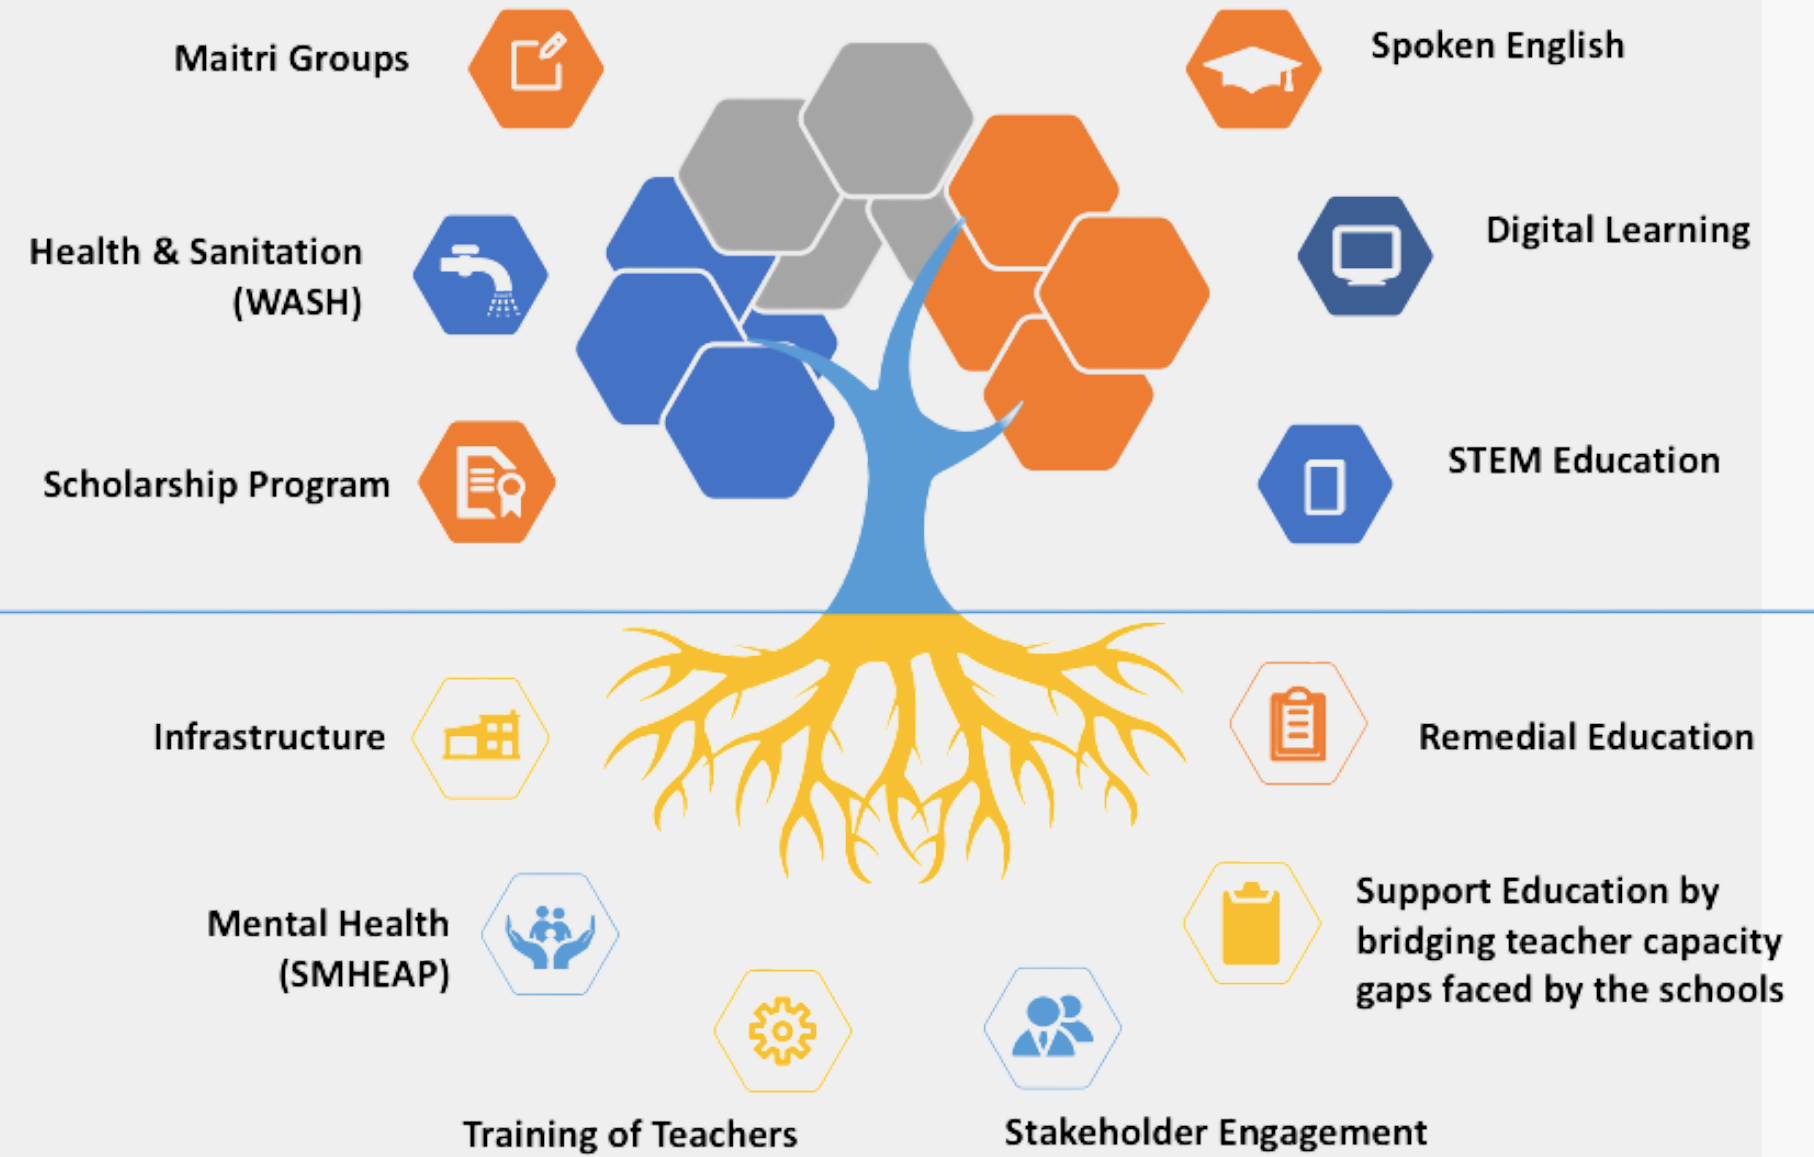 Maitri Groups
Spoken English
Health & Sanitation
(WASH)
Digital Learning
Scholarship Program
STEM Education
Infrastructure
Remedial Education
Mental Health
(SMHEAP)
Support Education by
bridging teacher capacity
gaps faced by the schools
Training of Teachers
Stakeholder Engagement